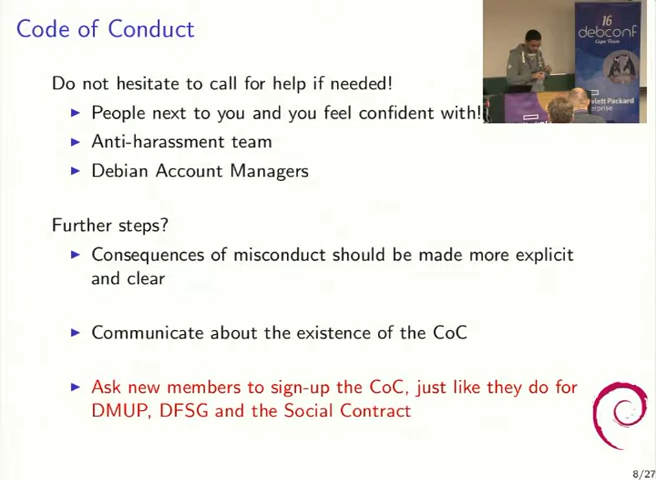 Code of Conduct
Do not hesitate to call for help if needed!
▶ People next to you and you feel confident with!
▶ Anti-harassment team
▶ Debian Account Managers
Further steps?
▶ Consequences of misconduct should be made more explicit
and clear
▶ Communicate about the existence of the CoC
▶ Ask new members to sign-up the CoC, just like they do for
DMUP, DFSG and the Social Contract
8/27
16
debconf
Cape Town
Packard